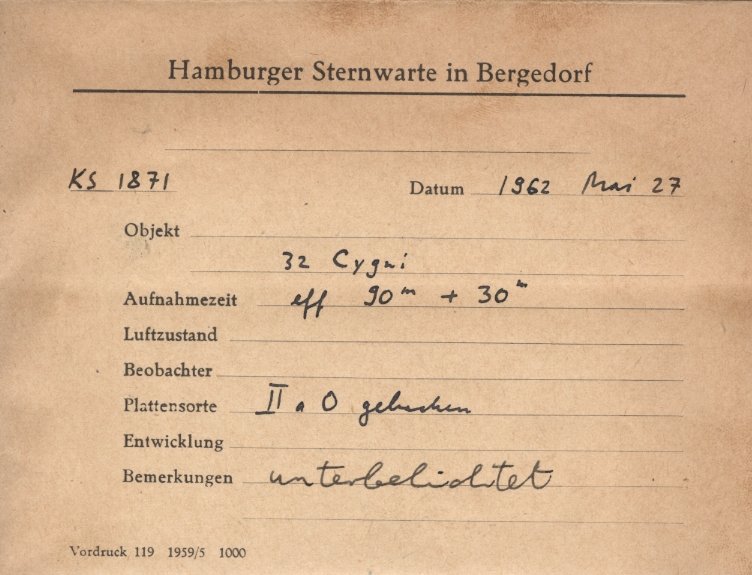 Hamburger Sternwarte in Bergedorf
KS 1871 Datum 1962 Mai 27
Objekt
32 Cygni
Aufnahmezeit eff 90ᵐ + 30ᵐ
Luftzustand
Beobachter
Plattensorte II a O gebacken
Entwicklung
Bemerkungen unterbelichtet
Vordruck 119 1959/5 1000